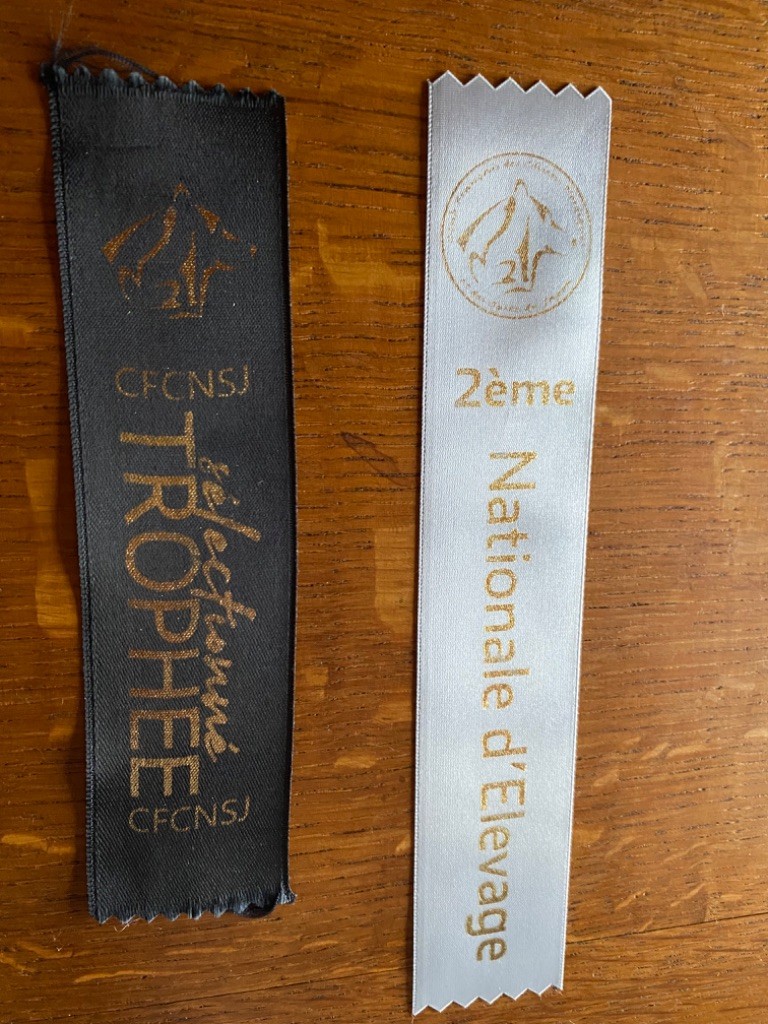 CFCNSJ
sélectionné
TROPHEE
CFCNSJ
2ème
Nationale d'Elevage